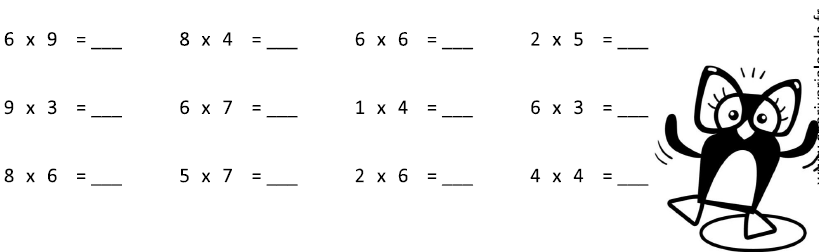 6 x 9 = ___ 8 x 4 = ___ 6 x 6 = ___ 2 x 5 = ___
9 x 3 = ___ 6 x 7 = ___ 1 x 4 = ___ 6 x 3 = ___
8 x 6 = ___ 5 x 7 = ___ 2 x 6 = ___ 4 x 4 = ___